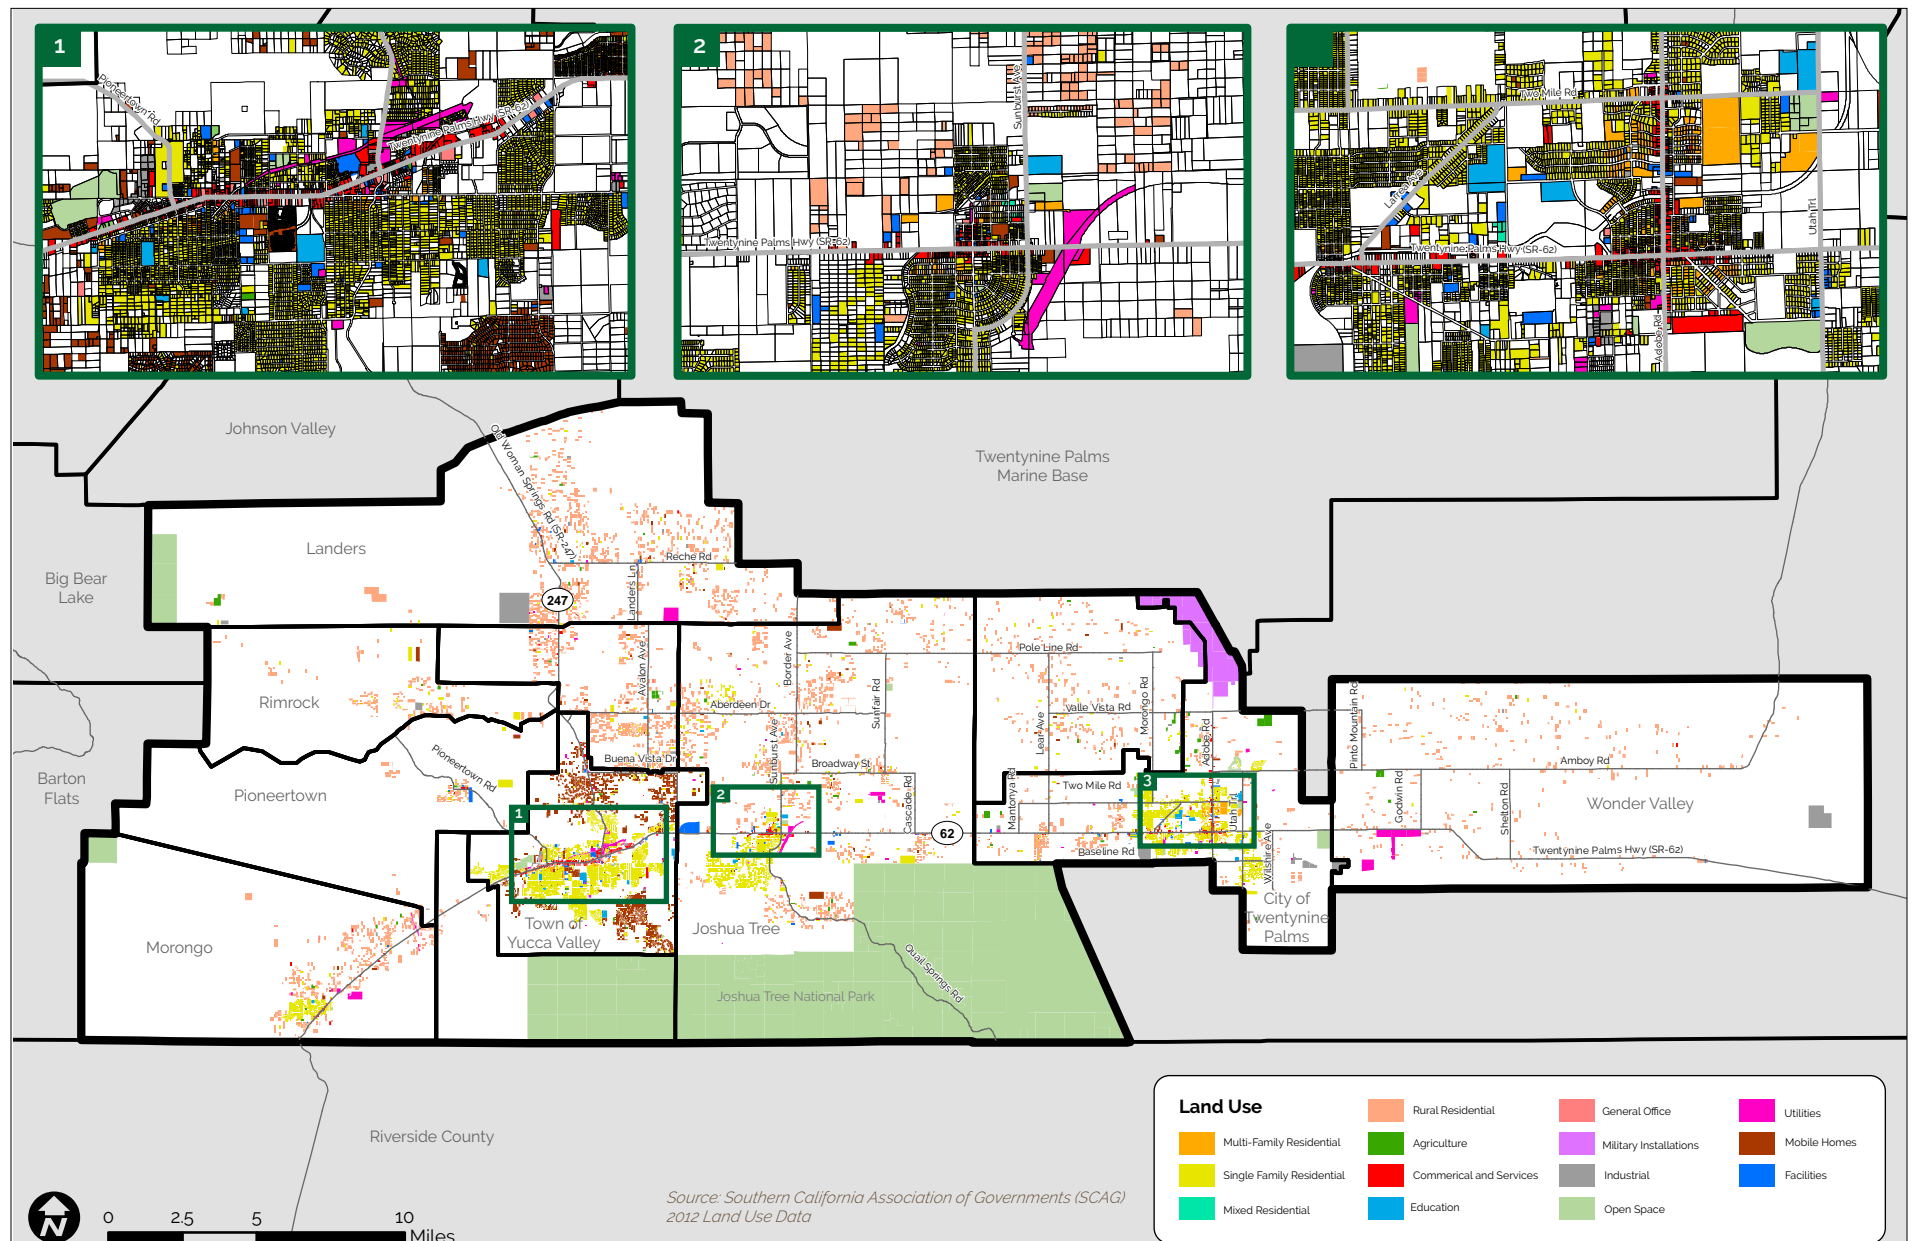 1
Pioneertown Rd
Twentynine Palms Hwy (SR-62)
2
Sunburst Ave
Twentynine Palms Hwy (SR-62)
Two Mile Rd
Larrea Ave
Utah Trl
Twentynine Palms Hwy (SR-62)
Adobe Rd
Johnson Valley
Twentynine Palms
Marine Base
Old Woman Springs Rd (SR-247)
Landers
Reche Rd
Big Bear
Lake
Landers Ln
247
Pole Line Rd
Border Ave
Avalon Ave
Rimrock
Aberdeen Dr
Sunfair Rd
Valle Vista Rd
Morongo Rd
Lear Ave
Adobe Rd
Pinto Mountain Rd
Sunburst Ave
Buena Vista Dr
Broadway St
Amboy Rd
Pioneertown Rd
Barton
Flats
Pioneertown
Two Mile Rd
Mantonya Rd
Cascade Rd
Godwin Rd
Shelton Rd
Wonder Valley
1
2
3
Utah Trl
62
Baseline Rd
Wilshire Ave
Twentynine Palms Hwy (SR-62)
City of
Twentynine
Palms
Town of
Yucca Valley
Joshua Tree
Morongo
Quail Springs Rd
Joshua Tree National Park
Riverside County
Land Use
Multi-Family Residential
Single Family Residential
Mixed Residential
Rural Residential
Agriculture
Commerical and Services
Education
General Office
Military Installations
Industrial
Open Space
Utilities
Mobile Homes
Facilities
Source: Southern California Association of Governments (SCAG)
2012 Land Use Data
N
0 2.5 5 10
Miles